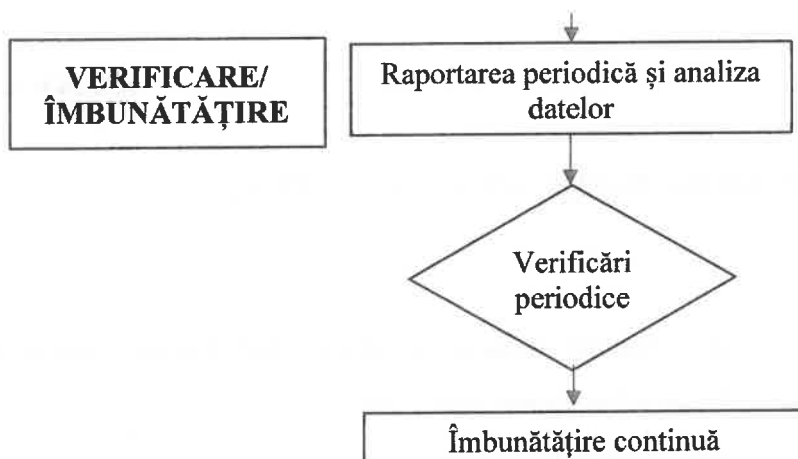 VERIFICARE/
ÎMBUNĂTĂȚIRE
Raportarea periodică și analiza
datelor
Verificări
periodice
Îmbunătățire continuă